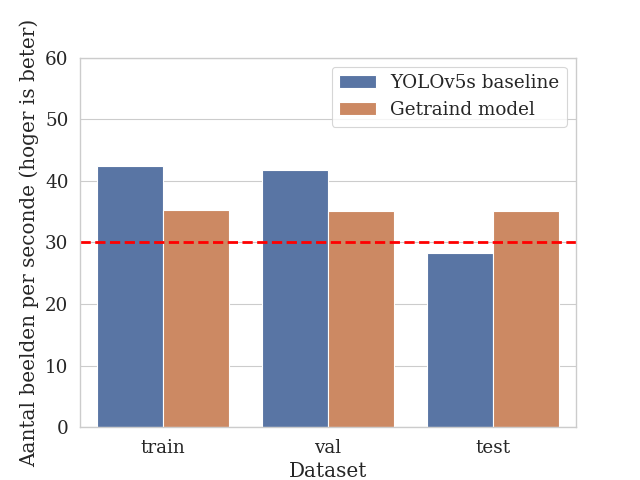 Aantal beelden per seconde (hoger is beter)
60
50
40
30
20
10
0
YOLOv5s baseline
Getraind model
train
val
test
Dataset